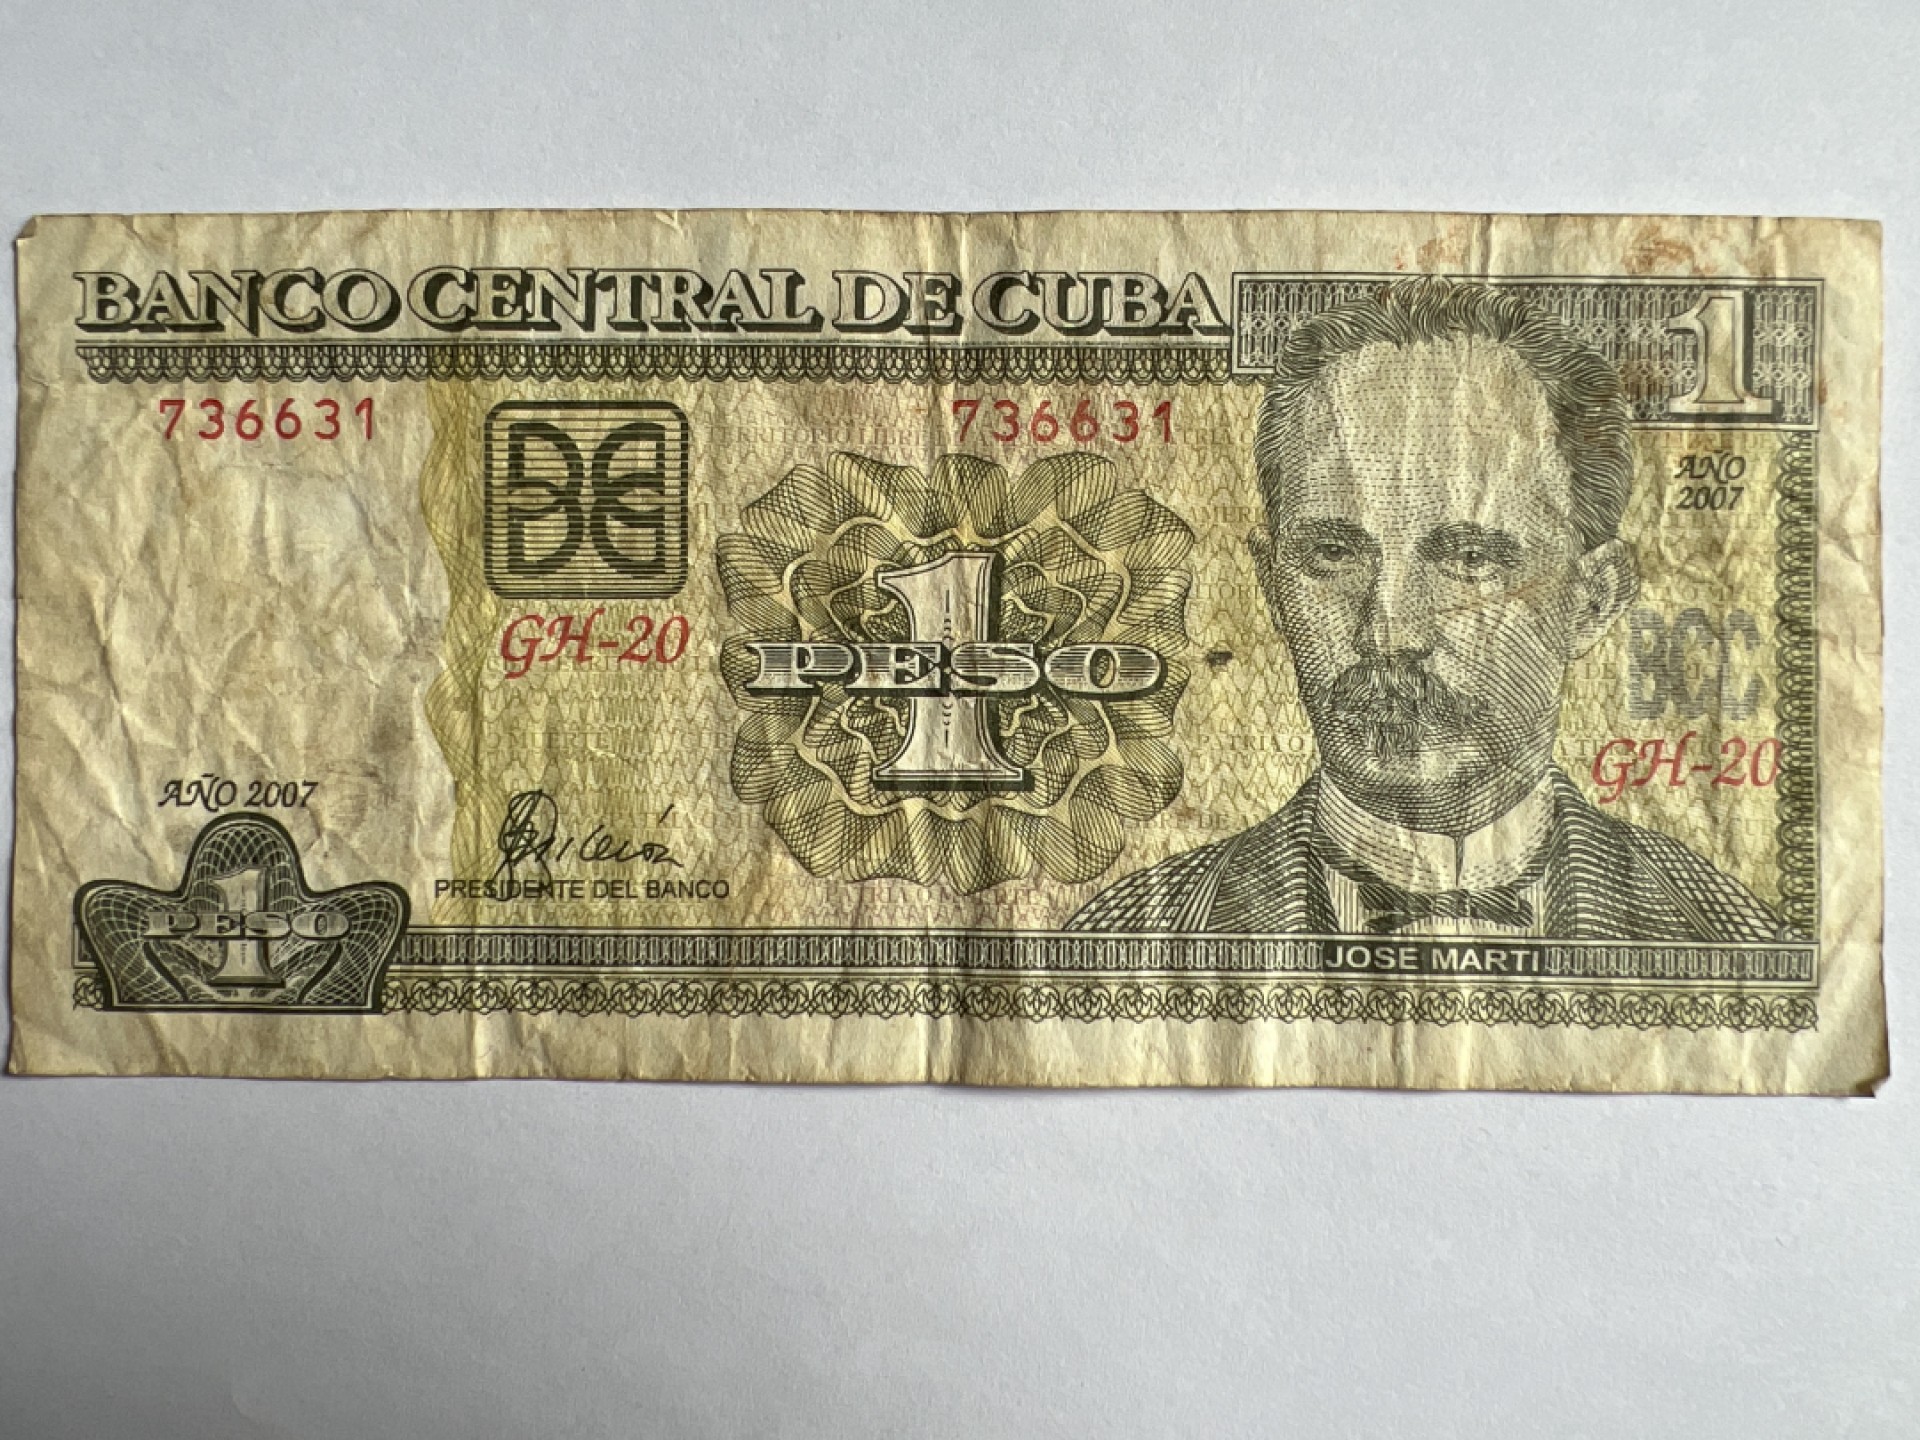 BANCO CENTRAL DE CUBA
1
736631
736631
AÑO
2007
GH-20
1
PESO
BCC
GH-20
AÑO 2007
PRESIDENTE DEL BANCO
1
PESO
JOSE MARTI